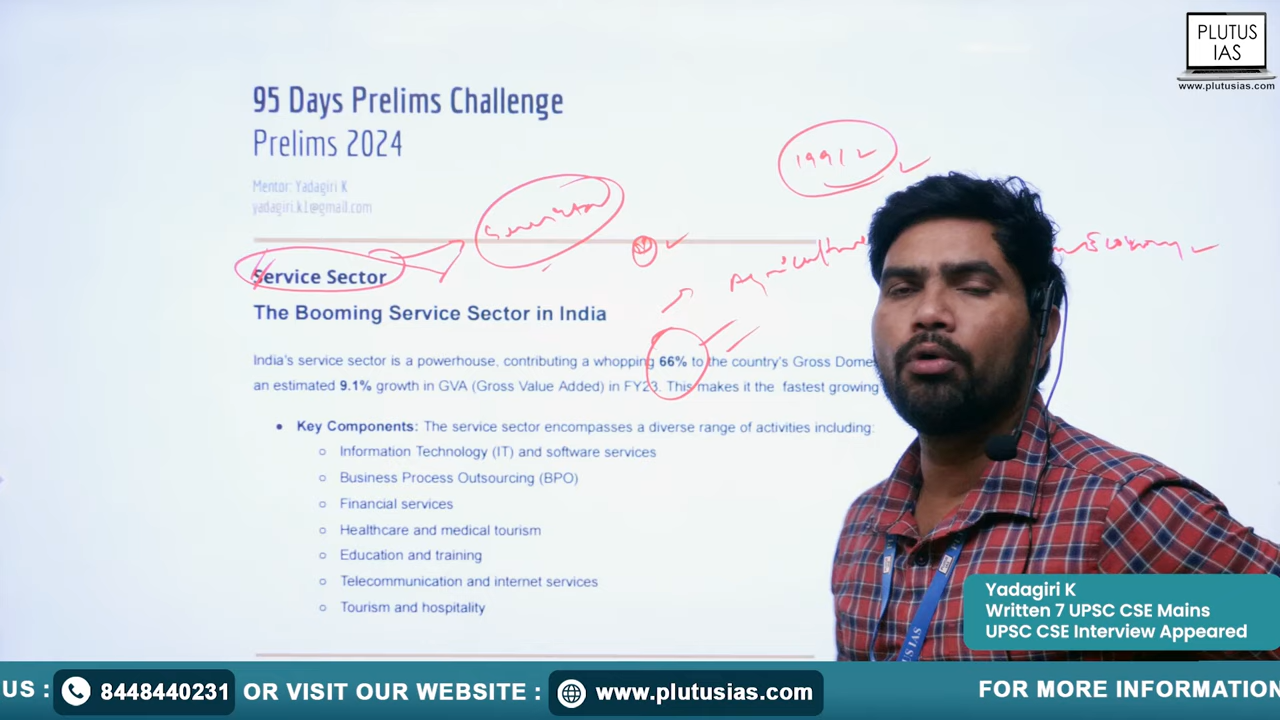 PLUTUS
IAS
www.plutusias.com
95 Days Prelims Challenge
Prelims 2024
Mentor: Yadagiri K
yadagiri.k1@gmail.com
1991
Agriculture
Economy
Service Sector
The Booming Service Sector in India
India's service sector is a powerhouse, contributing a whopping 66% to the country's Gross Dome
an estimated 9.1% growth in GVA (Gross Value Added) in FY23. This makes it the fastest growing
• Key Components: The service sector encompasses a diverse range of activities including:
○ Information Technology (IT) and software services
○ Business Process Outsourcing (BPO)
○ Financial services
○ Healthcare and medical tourism
○ Education and training
○ Telecommunication and internet services
○ Tourism and hospitality
US IAS
Yadagiri K
Written 7 UPSC CSE Mains
UPSC CSE Interview Appeared
US : 8448440231 OR VISIT OUR WEBSITE : www.plutusias.com FOR MORE INFORMATION